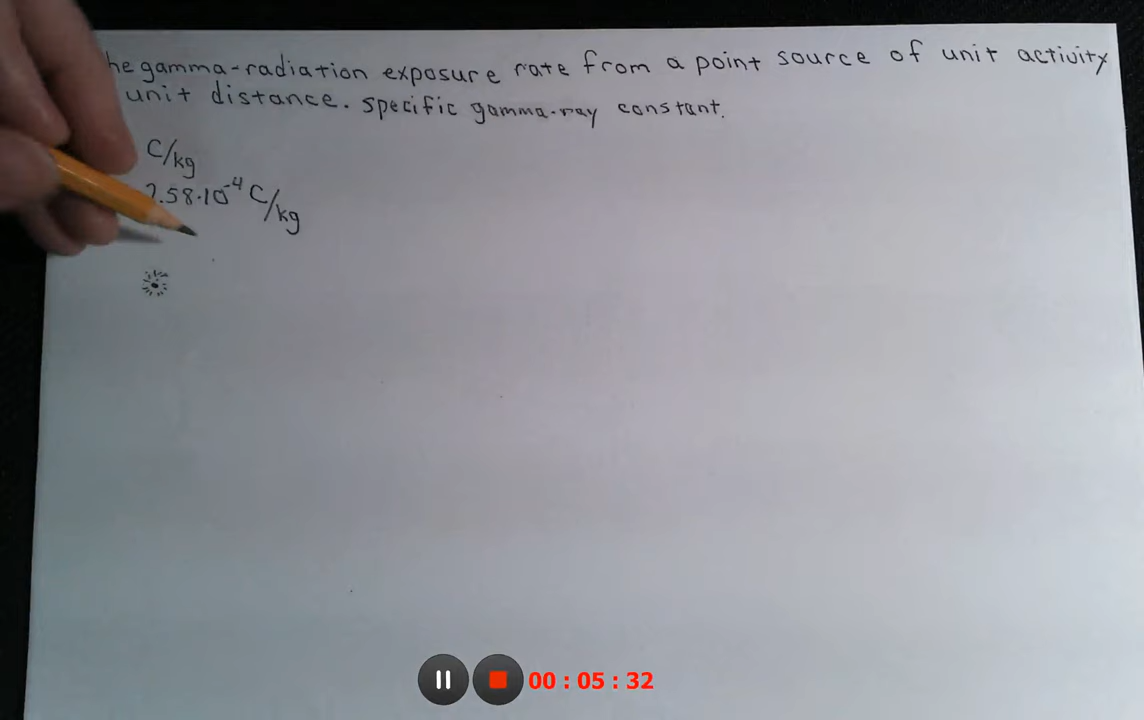 he gamma-radiation exposure rate from a point source of unit activity
unit distance. specific gamma-ray constant.
C/kg
2.58·10⁻⁴ C/kg
00 : 05 : 32